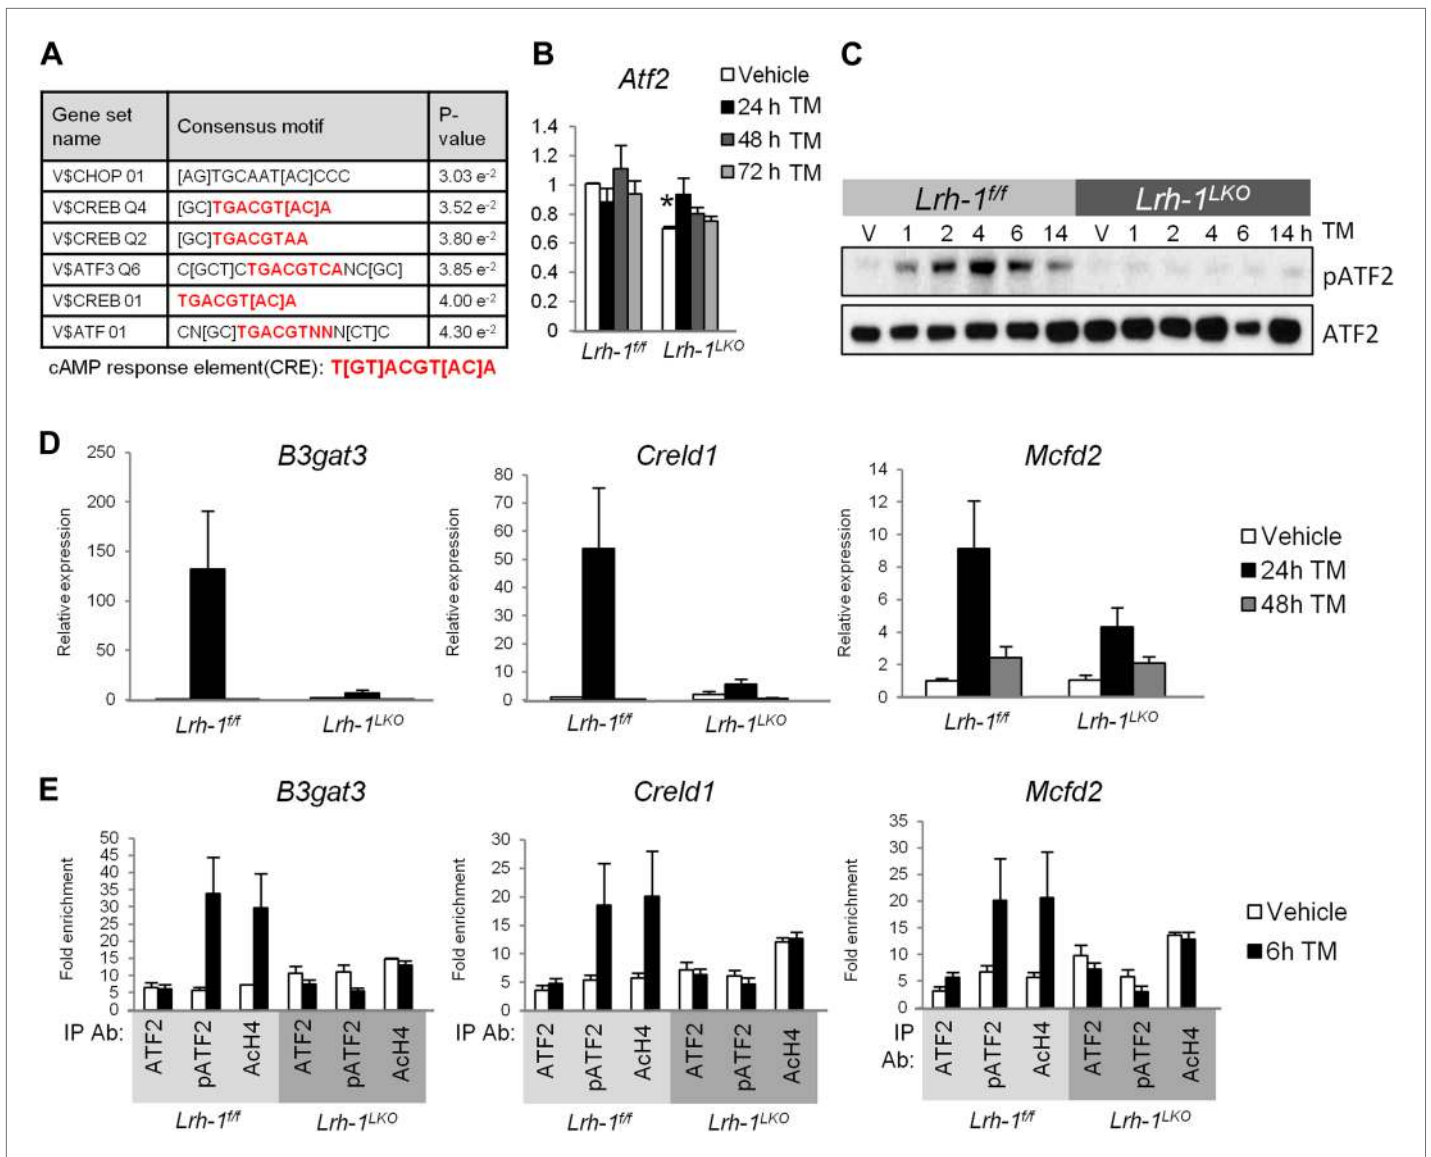 A
Gene set name
Consensus motif
P-value
V$CHOP 01 [AG]TGCAAT[AC]CCC 3.03 e-2
V$CREB Q4 [GC]TGACGT[AC]A 3.52 e-2
V$CREB Q2 [GC]TGACGTAA 3.80 e-2
V$ATF3 Q6 C[GCT]CTGACGTCANC[GC] 3.85 e-2
V$CREB 01 TGACGT[AC]A 4.00 e-2
V$ATF 01 CN[GC]TGACGTNNN[CT]C 4.30 e-2
cAMP response element(CRE): T[GT]ACGT[AC]A
B
Atf2
Vehicle
24 h TM
48 h TM
72 h TM
1.4
1.2
1
0.8
0.6
0.4
0.2
0
*
Lrh-1f/f Lrh-1LKO
C
Lrh-1f/f Lrh-1LKO
V 1 2 4 6 14 V 1 2 4 6 14 h TM
pATF2
ATF2
D
B3gat3
Relative expression
250
200
150
100
50
0
Lrh-1f/f Lrh-1LKO
Creld1
Relative expression
80
70
60
50
40
30
20
10
0
Lrh-1f/f Lrh-1LKO
Mcfd2
Relative expression
14
12
10
8
6
4
2
0
Lrh-1f/f Lrh-1LKO
Vehicle
24h TM
48h TM
E
B3gat3
Fold enrichment
50
45
40
35
30
25
20
15
10
5
0
IP Ab: ATF2 pATF2 AcH4 ATF2 pATF2 AcH4
Lrh-1f/f Lrh-1LKO
Creld1
Fold enrichment
30
25
20
15
10
5
0
IP Ab: ATF2 pATF2 AcH4 ATF2 pATF2 AcH4
Lrh-1f/f Lrh-1LKO
Mcfd2
Fold enrichment
35
30
25
20
15
10
5
0
IP
Ab: ATF2 pATF2 AcH4 ATF2 pATF2 AcH4
Lrh-1f/f Lrh-1LKO
Vehicle
6h TM